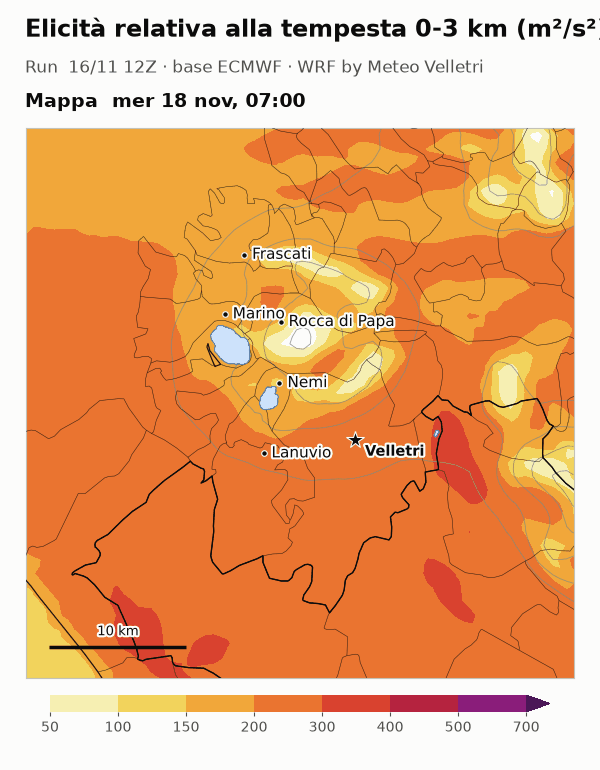 Elicità relativa alla tempesta 0-3 km (m²/s²)
Run  16/11 12Z · base ECMWF · WRF by Meteo Velletri
Mappa  mer 18 nov, 07:00
Frascati
Marino
Rocca di Papa
Nemi
Lanuvio
Velletri
10 km
50 100 150 200 300 400 500 700